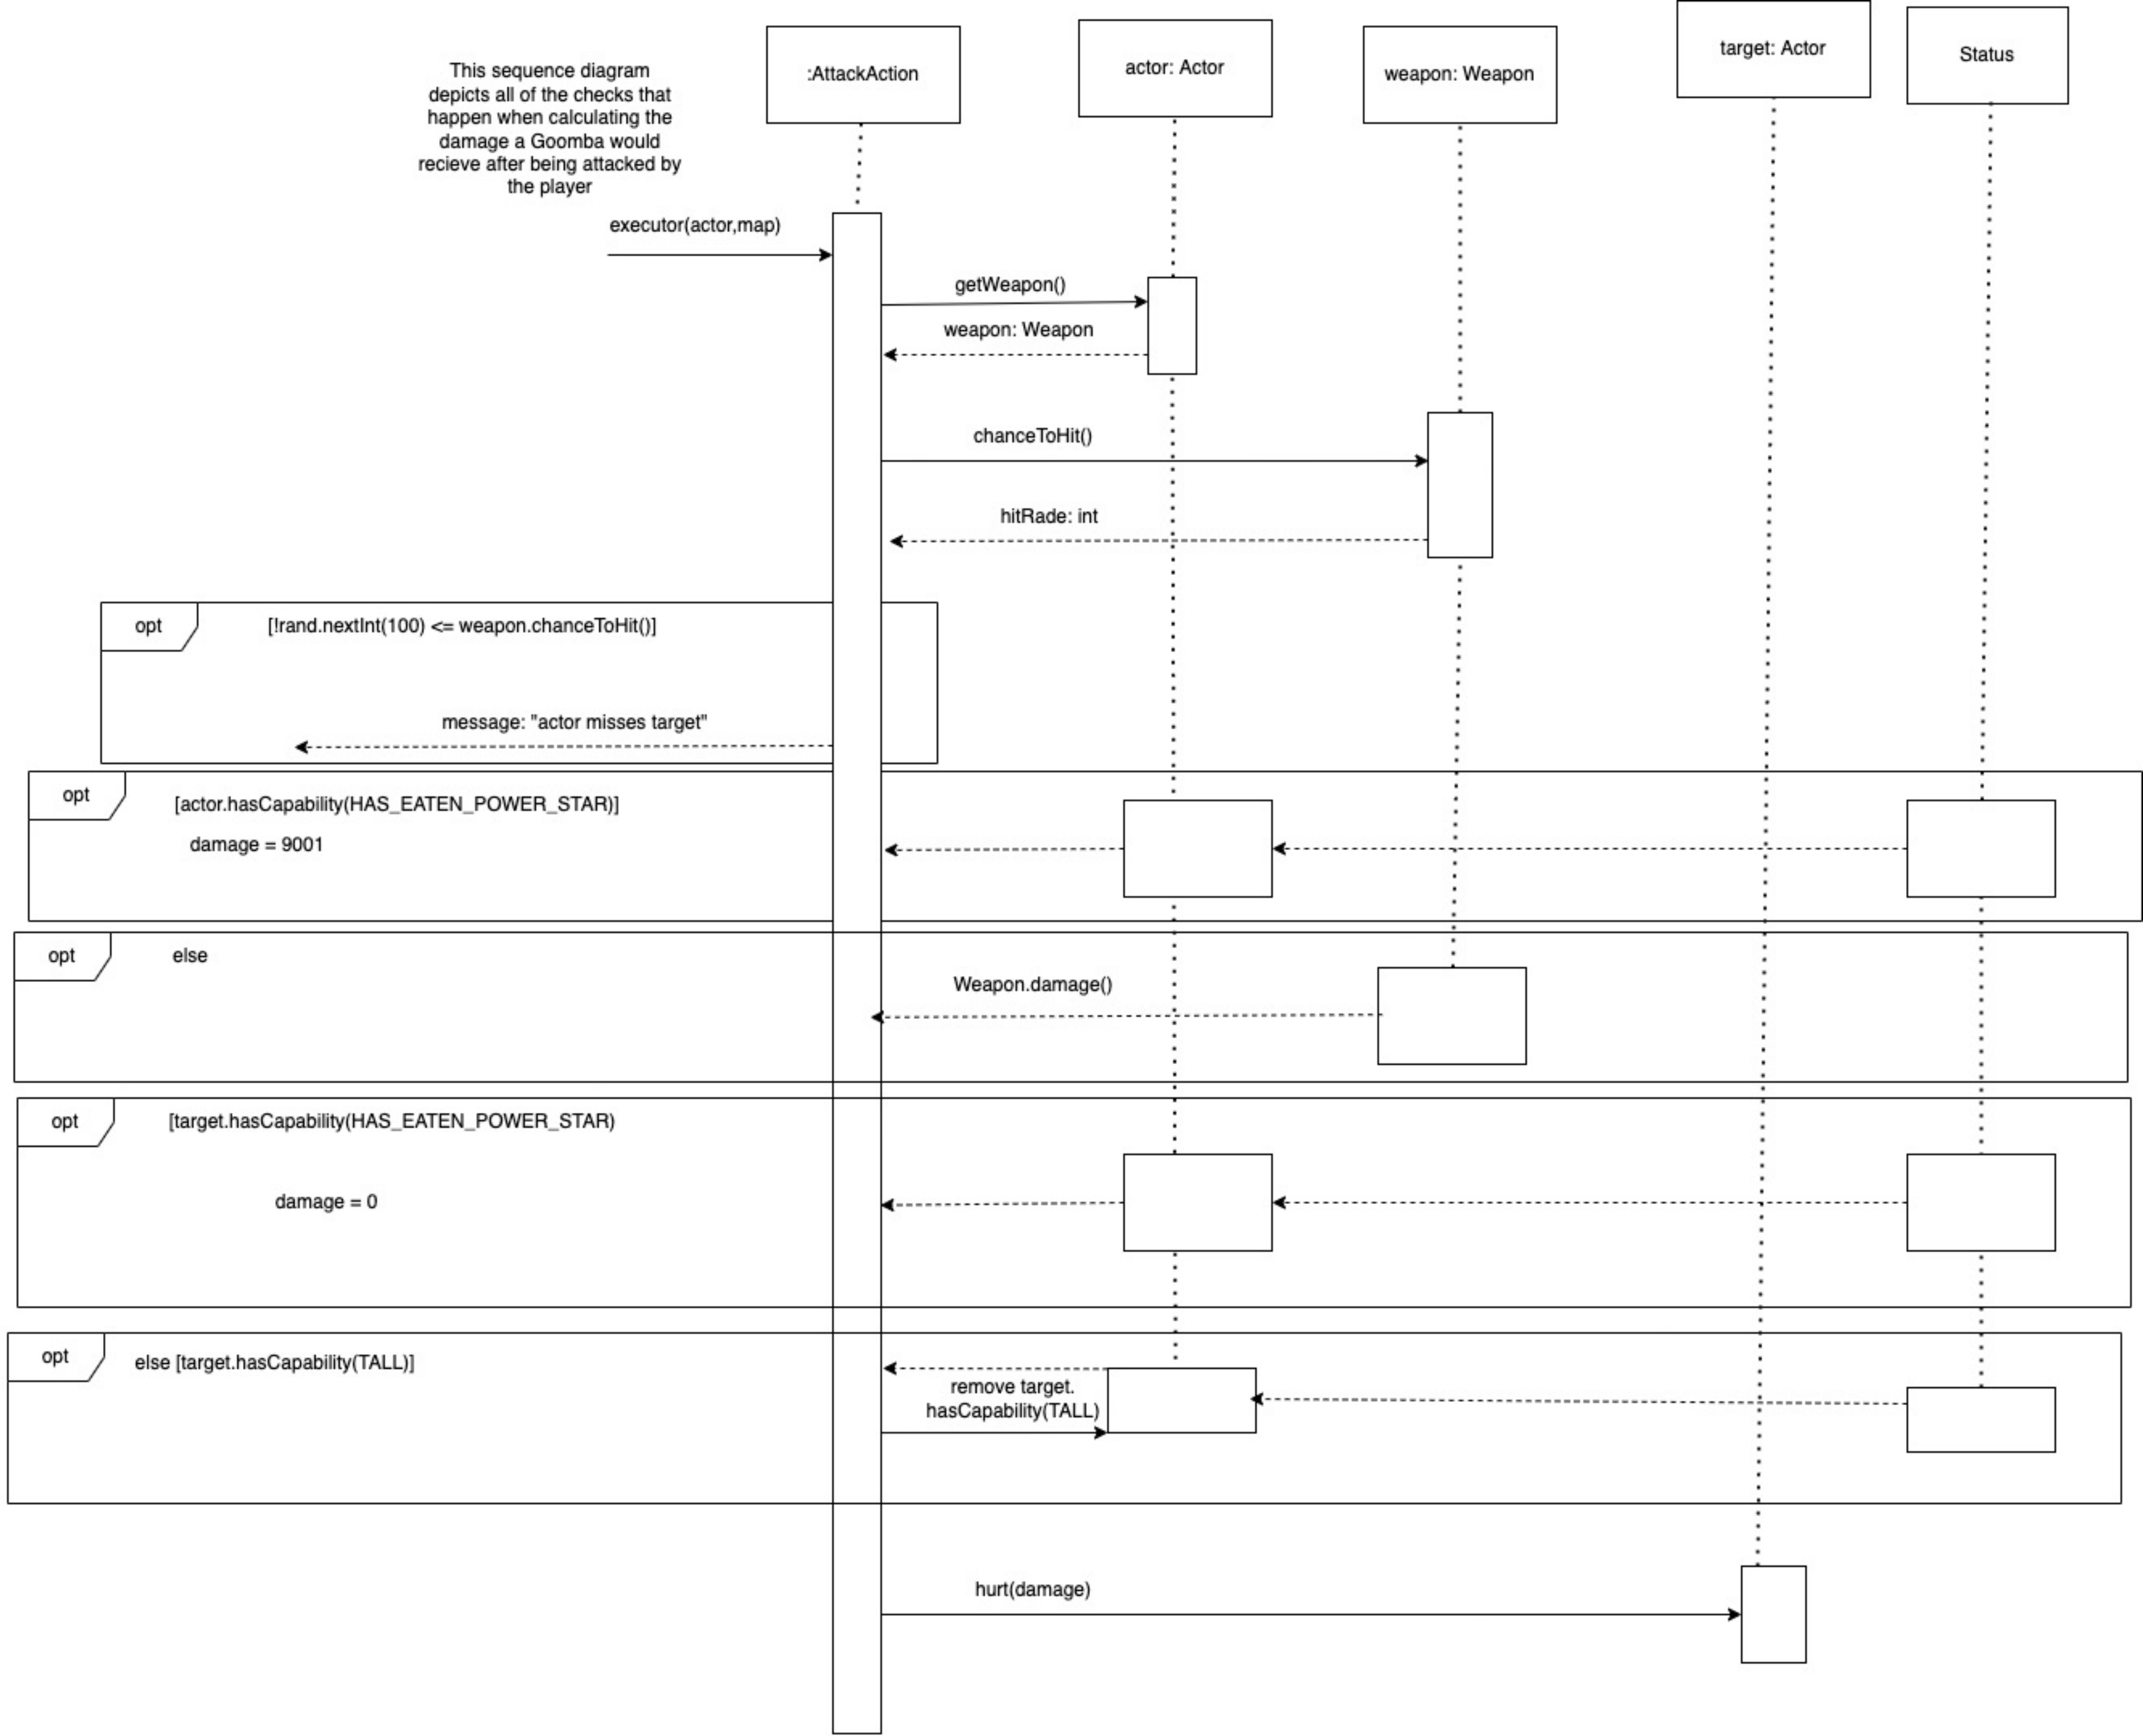 This sequence diagram
depicts all of the checks that
happen when calculating the
damage a Goomba would
recieve after being attacked by
the player
:AttackAction
actor: Actor
weapon: Weapon
target: Actor
Status
executor(actor,map)
getWeapon()
weapon: Weapon
chanceToHit()
hitRade: int
opt
[!rand.nextInt(100) <= weapon.chanceToHit()]
message: "actor misses target"
opt
[actor.hasCapability(HAS_EATEN_POWER_STAR)]
damage = 9001
opt
else
Weapon.damage()
opt
[target.hasCapability(HAS_EATEN_POWER_STAR)
damage = 0
opt
else [target.hasCapability(TALL)]
remove target.
hasCapability(TALL)
hurt(damage)